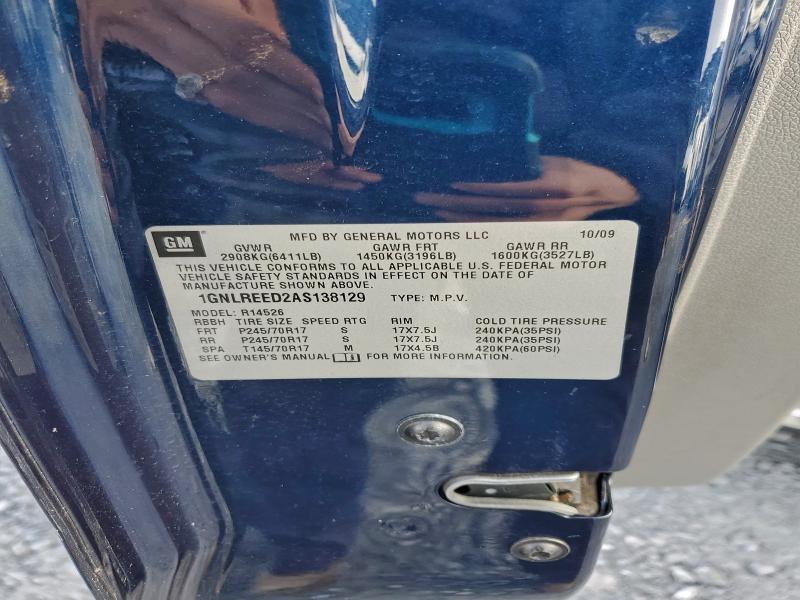 GM MFD BY GENERAL MOTORS LLC 10/09
GVWR GAWR FRT GAWR RR
2908KG(6411LB) 1450KG(3196LB) 1600KG(3527LB)
THIS VEHICLE CONFORMS TO ALL APPLICABLE U.S. FEDERAL MOTOR
VEHICLE SAFETY STANDARDS IN EFFECT ON THE DATE OF
MANUFACTURE SHOWN ABOVE.
1GNLREED2AS138129 TYPE: M.P.V.
MODEL: R14526
RBBH TIRE SIZE SPEED RTG RIM COLD TIRE PRESSURE
FRT P245/70R17 S 17X7.5J 240KPA(35PSI)
RR P245/70R17 S 17X7.5J 240KPA(35PSI)
SPA T145/70R17 M 17X4.5B 420KPA(60PSI)
SEE OWNER'S MANUAL FOR MORE INFORMATION.